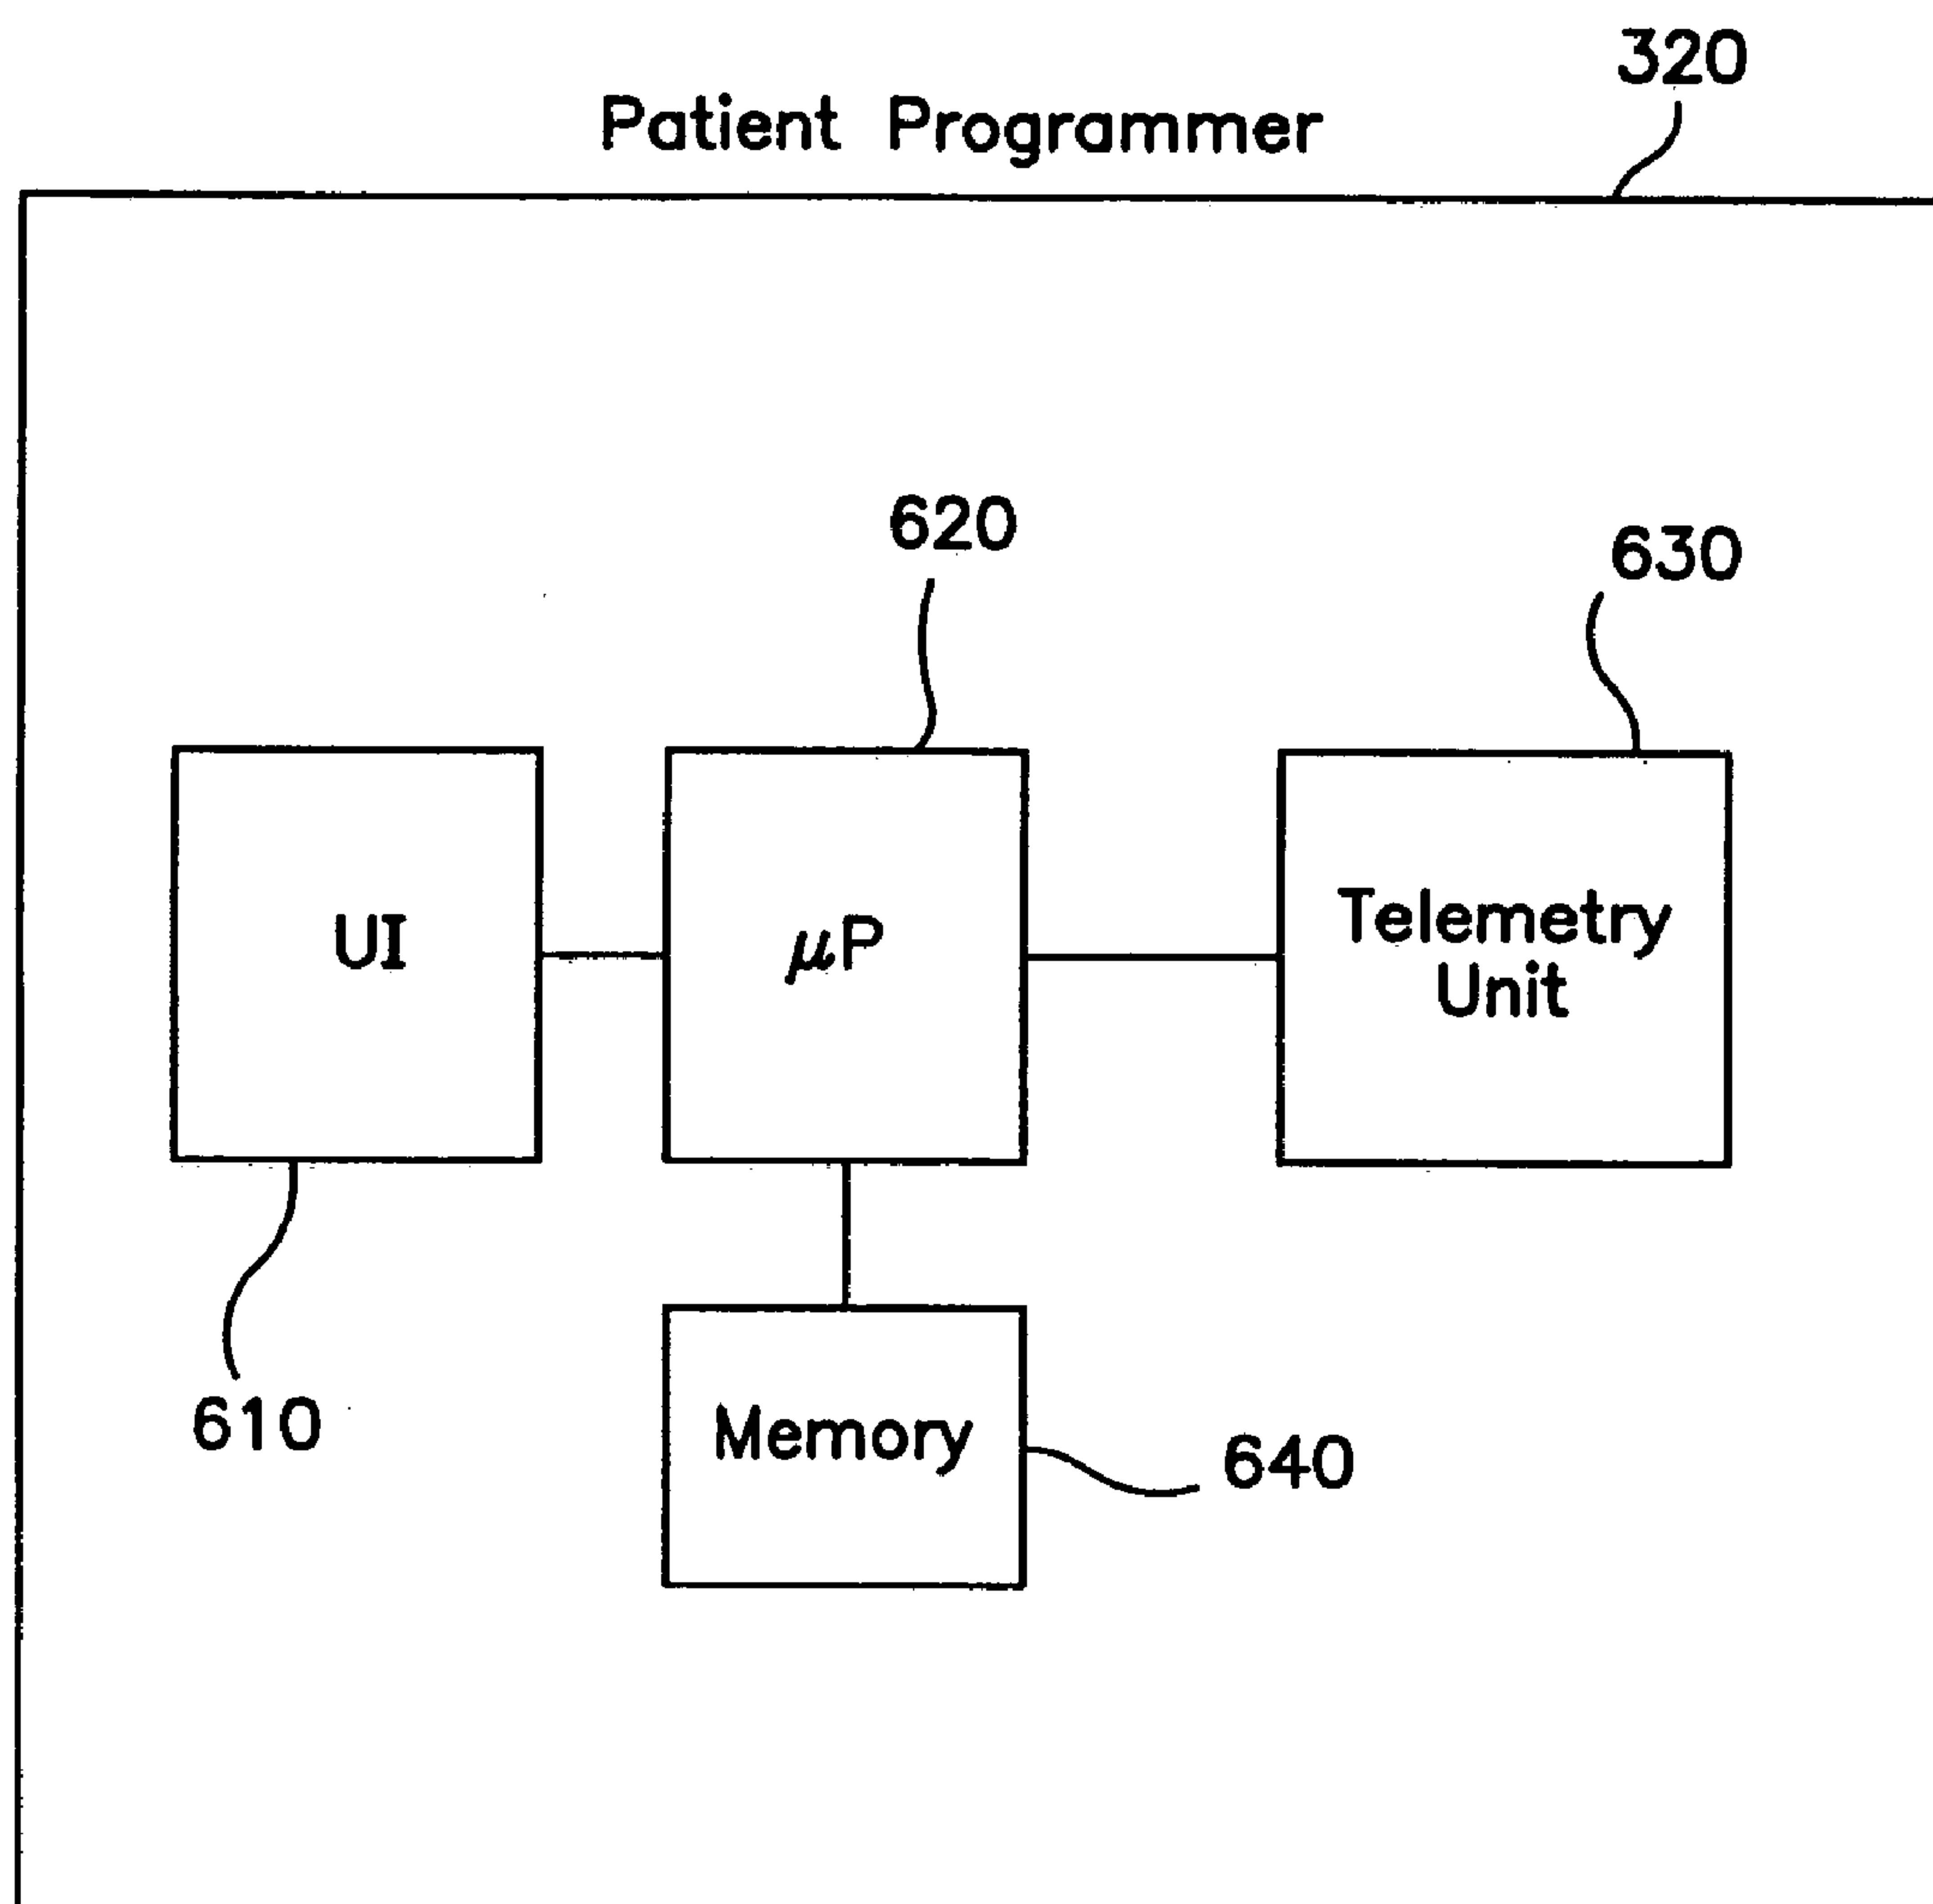 320
Patient Programmer
620
630
UI
μP
Telemetry
Unit
610
Memory
640